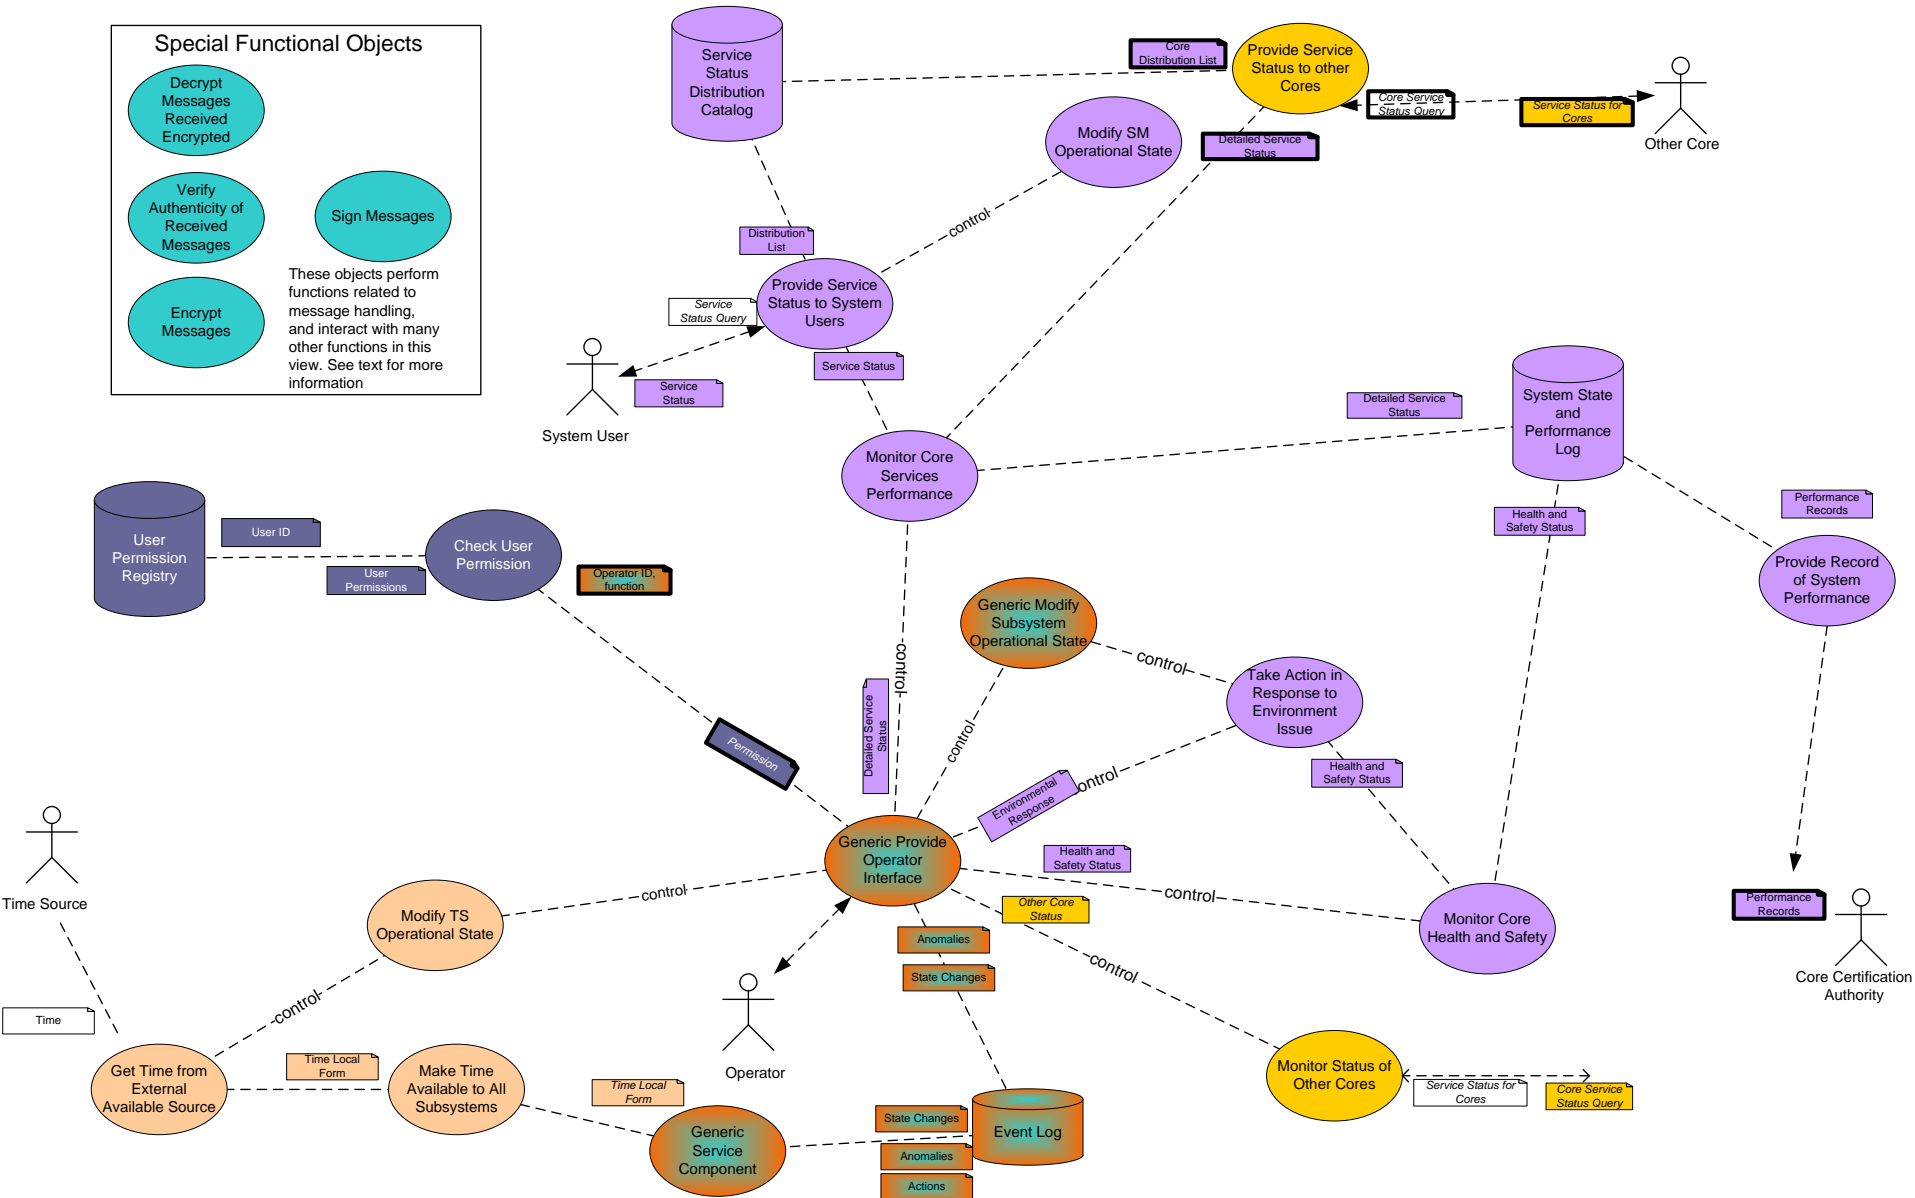 Special Functional Objects
Decrypt
Messages
Received
Encrypted
Verify
Authenticity of
Received
Messages
Sign Messages
Encrypt
Messages
These objects perform
functions related to
message handling,
and interact with many
other functions in this
view. See text for more
information
Service
Status
Distribution
Catalog
Core
Distribution List
Provide Service
Status to other
Cores
Core Service
Status Query
Service Status for
Cores
Other Core
Modify SM
Operational State
Detailed Service
Status
control
Distribution
List
Provide Service
Status to System
Users
Service
Status Query
Service
Status
System User
Service Status
Monitor Core
Services
Performance
Detailed Service
Status
System State
and
Performance
Log
Health and
Safety Status
Performance
Records
Provide Record
of System
Performance
User
Permission
Registry
User ID
User
Permissions
Check User
Permission
Operator ID,
function
Permission
Generic Modify
Subsystem
Operational State
control
Take Action in
Response to
Environment
Issue
control
Detailed Service
Status
control
Environmental
Response
control
Health and
Safety Status
Generic Provide
Operator
Interface
Health and
Safety Status
control
Monitor Core
Health and Safety
Performance
Records
Core Certification
Authority
Time Source
Modify TS
Operational State
control
control
Time
Get Time from
External
Available Source
Time Local
Form
Make Time
Available to All
Subsystems
Time Local
Form
Generic
Service
Component
Operator
Other Core
Status
Anomalies
State Changes
control
Monitor Status of
Other Cores
Service Status for
Cores
Core Service
Status Query
State Changes
Anomalies
Actions
Event Log